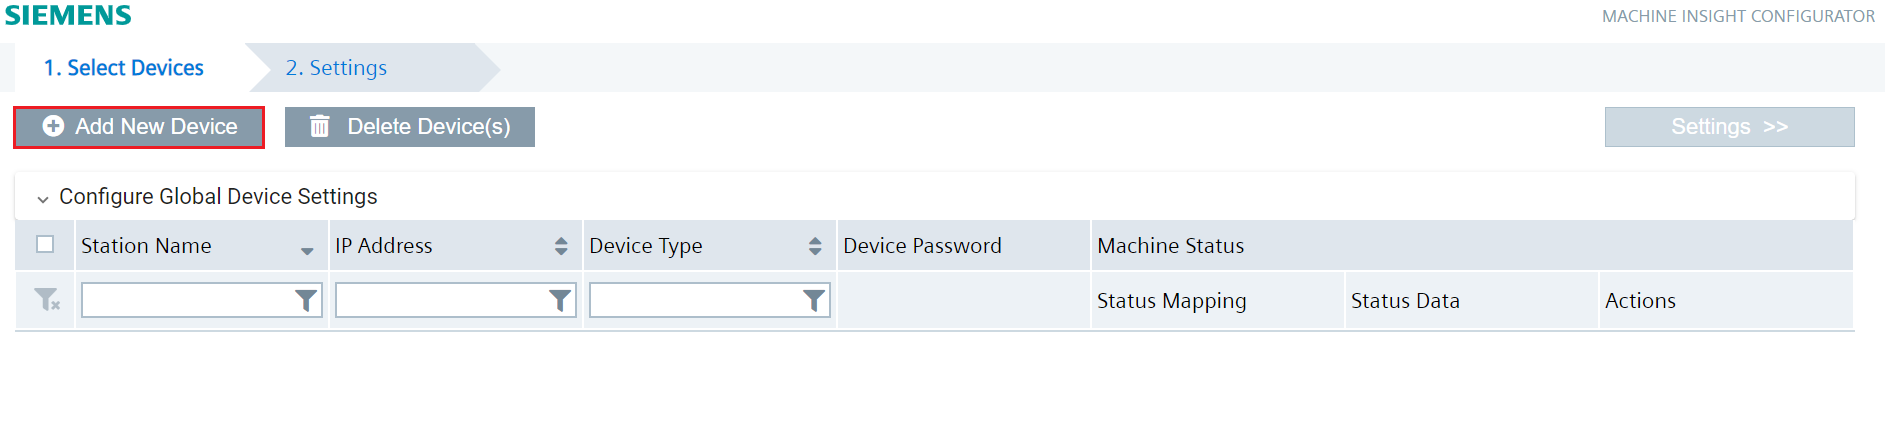 SIEMENS
MACHINE INSIGHT CONFIGURATOR
1. Select Devices
2. Settings
Add New Device
Delete Device(s)
Settings >>
Configure Global Device Settings
Station Name
IP Address
Device Type
Device Password
Machine Status
Status Mapping
Status Data
Actions